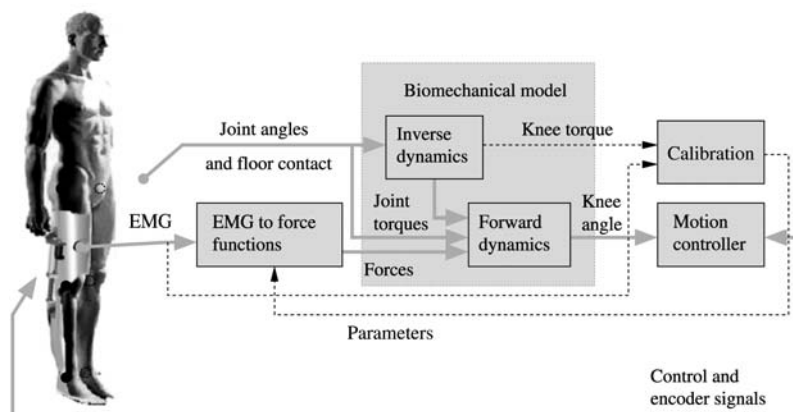 Biomechanical model
Joint angles
and floor contact
Inverse
dynamics
Knee torque
Calibration
EMG
EMG to force
functions
Joint
torques
Forward
dynamics
Knee
angle
Motion
controller
Forces
Parameters
Control and
encoder signals